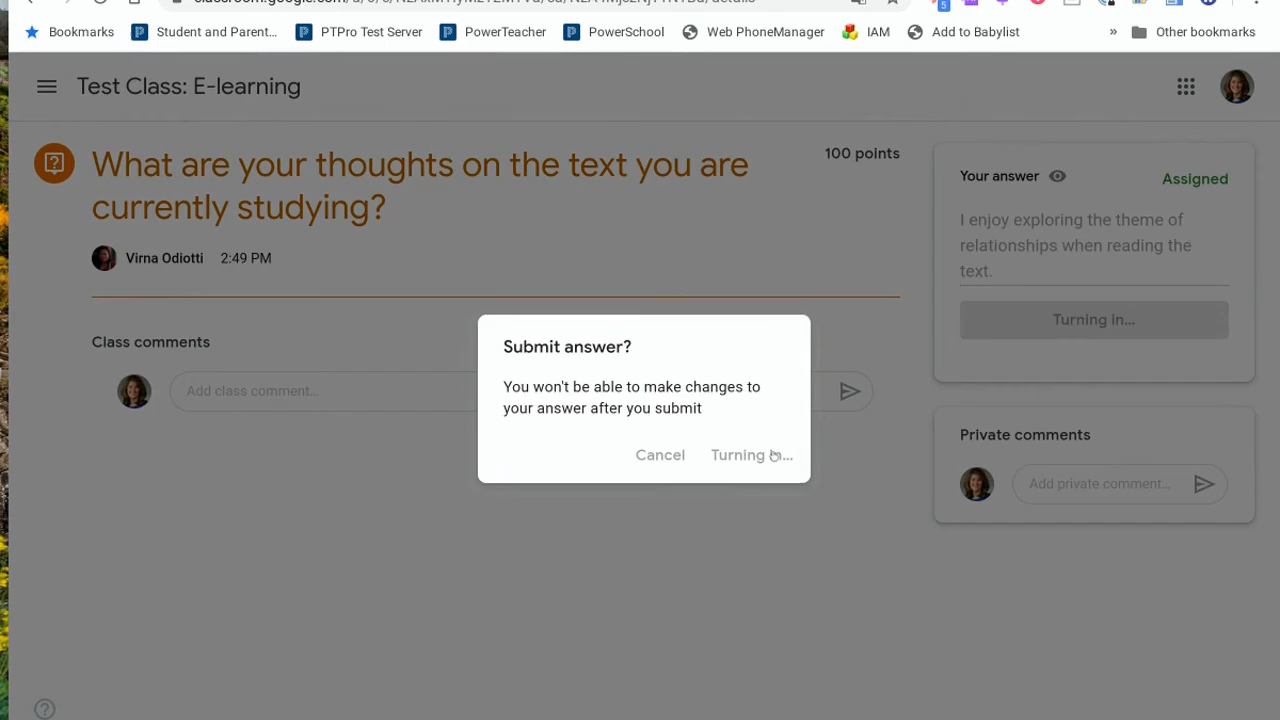 Bookmarks Student and Parent... PTPro Test Server PowerTeacher PowerSchool Web PhoneManager IAM Add to Babylist » Other bookmarks
Test Class: E-learning
What are your thoughts on the text you are
currently studying?
100 points
Virna Odiotti 2:49 PM
Class comments
Add class comment...
Your answer Assigned
I enjoy exploring the theme of
relationships when reading the
text.
Turning in...
Private comments
Add private comment...
Submit answer?
You won't be able to make changes to
your answer after you submit
Cancel Turning in...